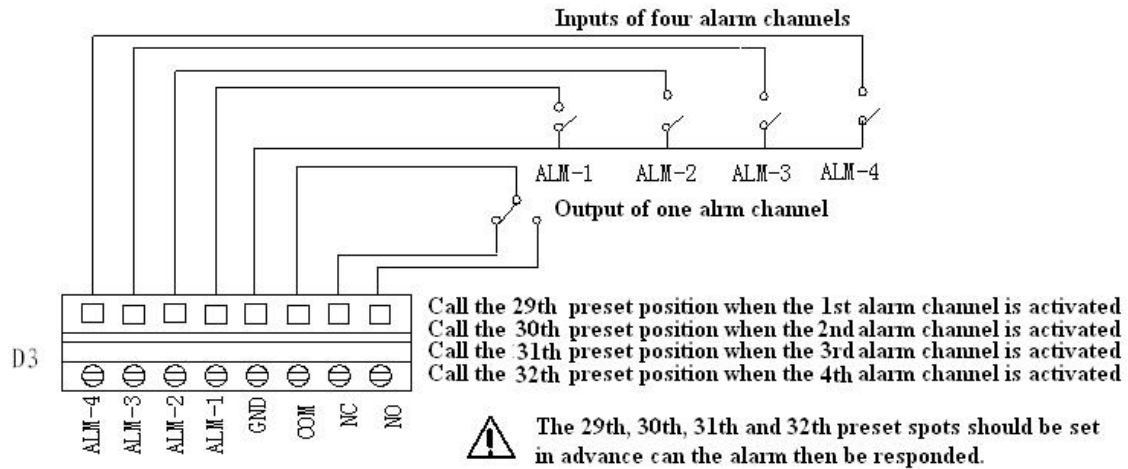 Inputs of four alarm channels
ALM-1 ALM-2 ALM-3 ALM-4
Output of one alrm channel
Call the 29th preset position when the 1st alarm channel is activated
Call the 30th preset position when the 2nd alarm channel is activated
Call the 31th preset position when the 3rd alarm channel is activated
Call the 32th preset position when the 4th alarm channel is activated
D3
ALM-4 ALM-3 ALM-2 ALM-1 GND COM NC NO
The 29th, 30th, 31th and 32th preset spots should be set
in advance can the alarm then be responded.